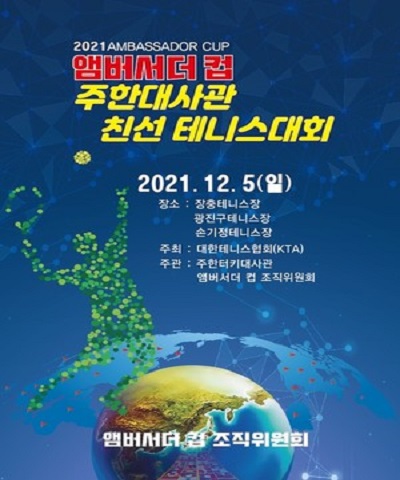 2021 AMBASSADOR CUP
앰버서더 컵
주한대사관
친선 테니스대회
2021. 12. 5(일)
장소 : 장충테니스장
광진구테니스장
손기정테니스장
주최 : 대한테니스협회(KTA)
주관 : 주한터키대사관
앰버서더 컵 조직위원회
앰버서더 컵 조직위원회